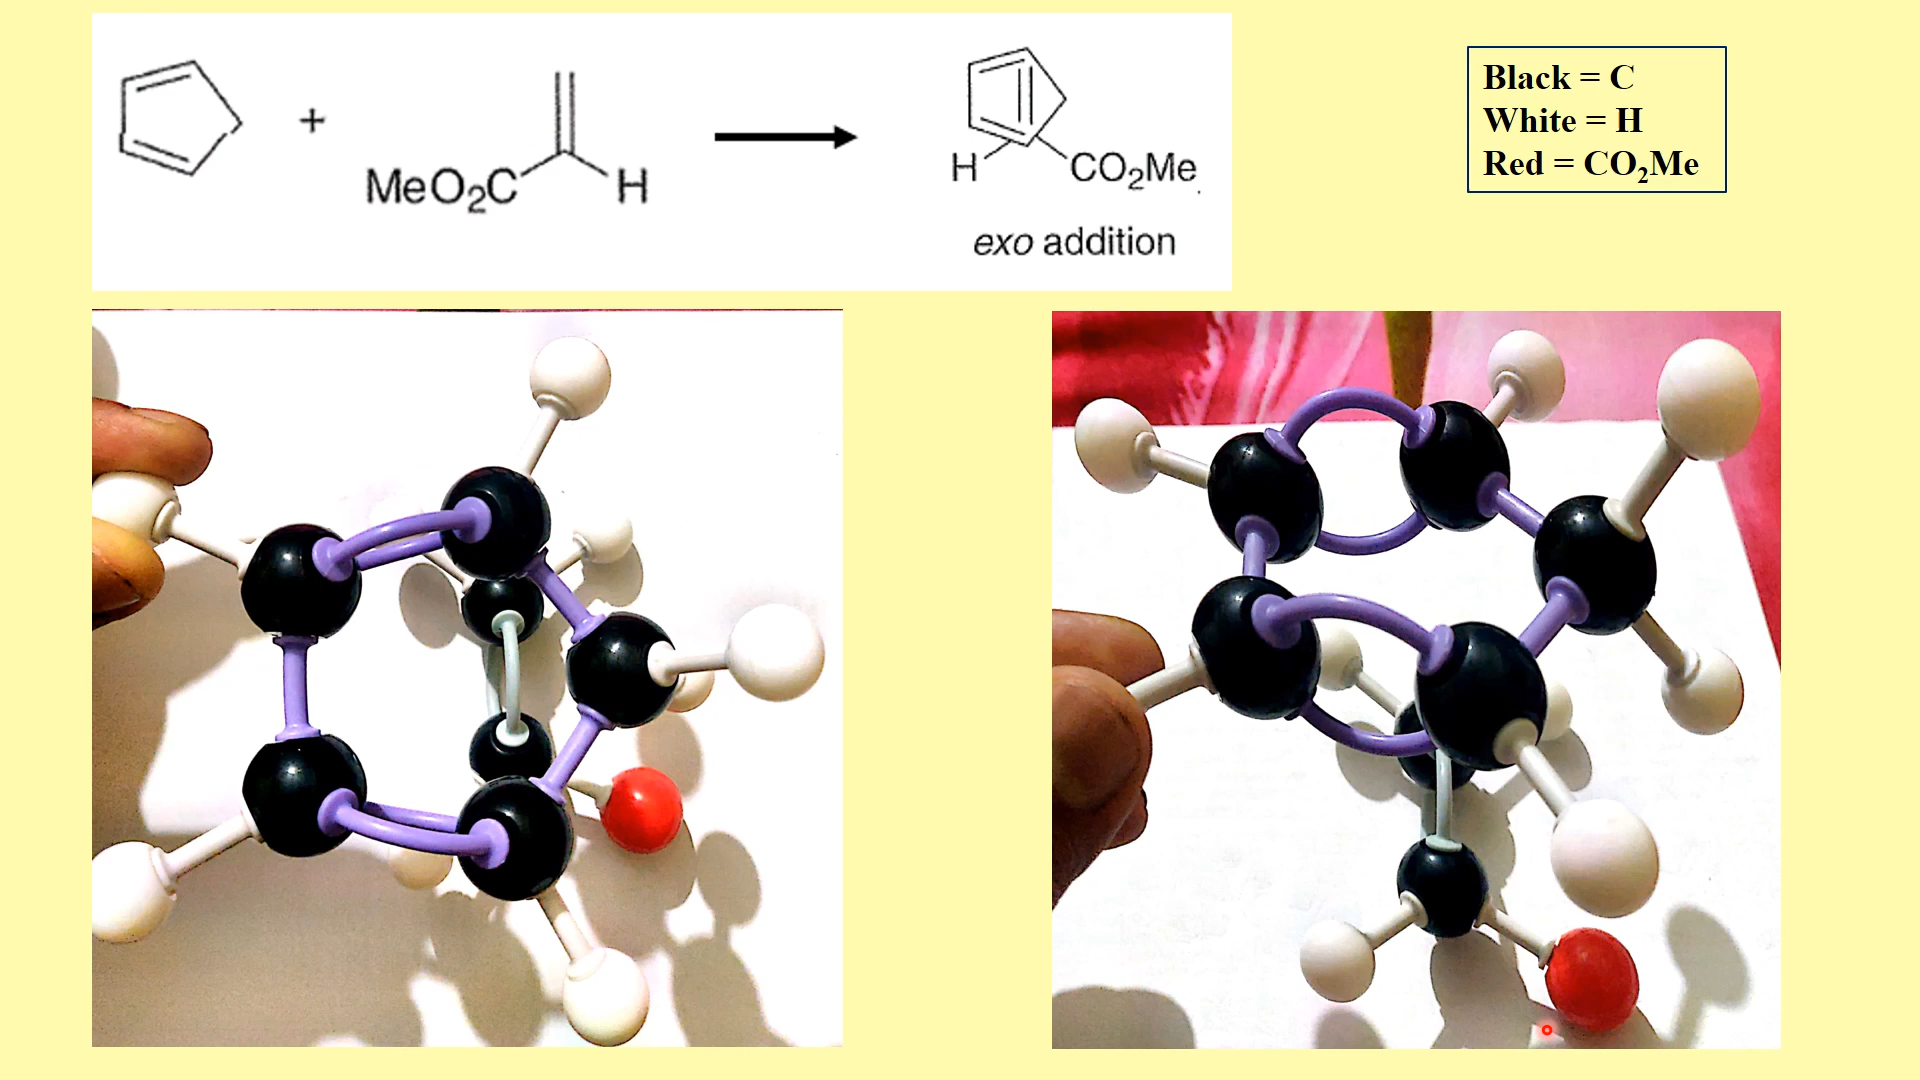 +
MeO₂C
H
H
CO₂Me
exo addition
Black = C
White = H
Red = CO₂Me